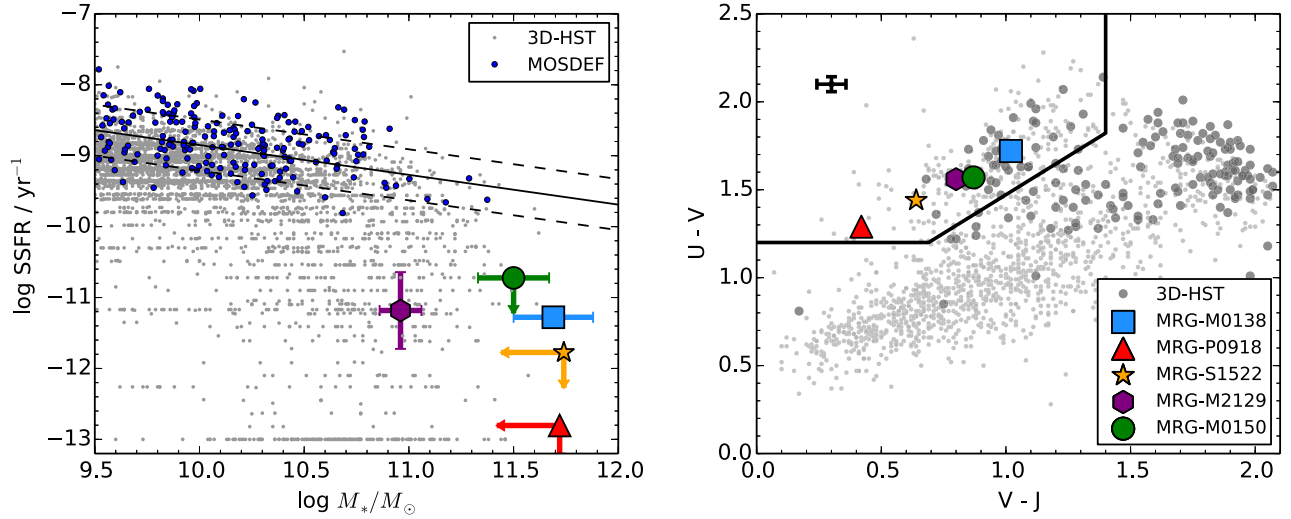 −7
−8
−9
−10
−11
−12
−13
log SSFR / yr⁻¹
9.5 10.0 10.5 11.0 11.5 12.0
log M*/M⊙
3D-HST
MOSDEF
2.5
2.0
1.5
1.0
0.5
0.0
U - V
0.0 0.5 1.0 1.5 2.0
V - J
3D-HST
MRG-M0138
MRG-P0918
MRG-S1522
MRG-M2129
MRG-M0150